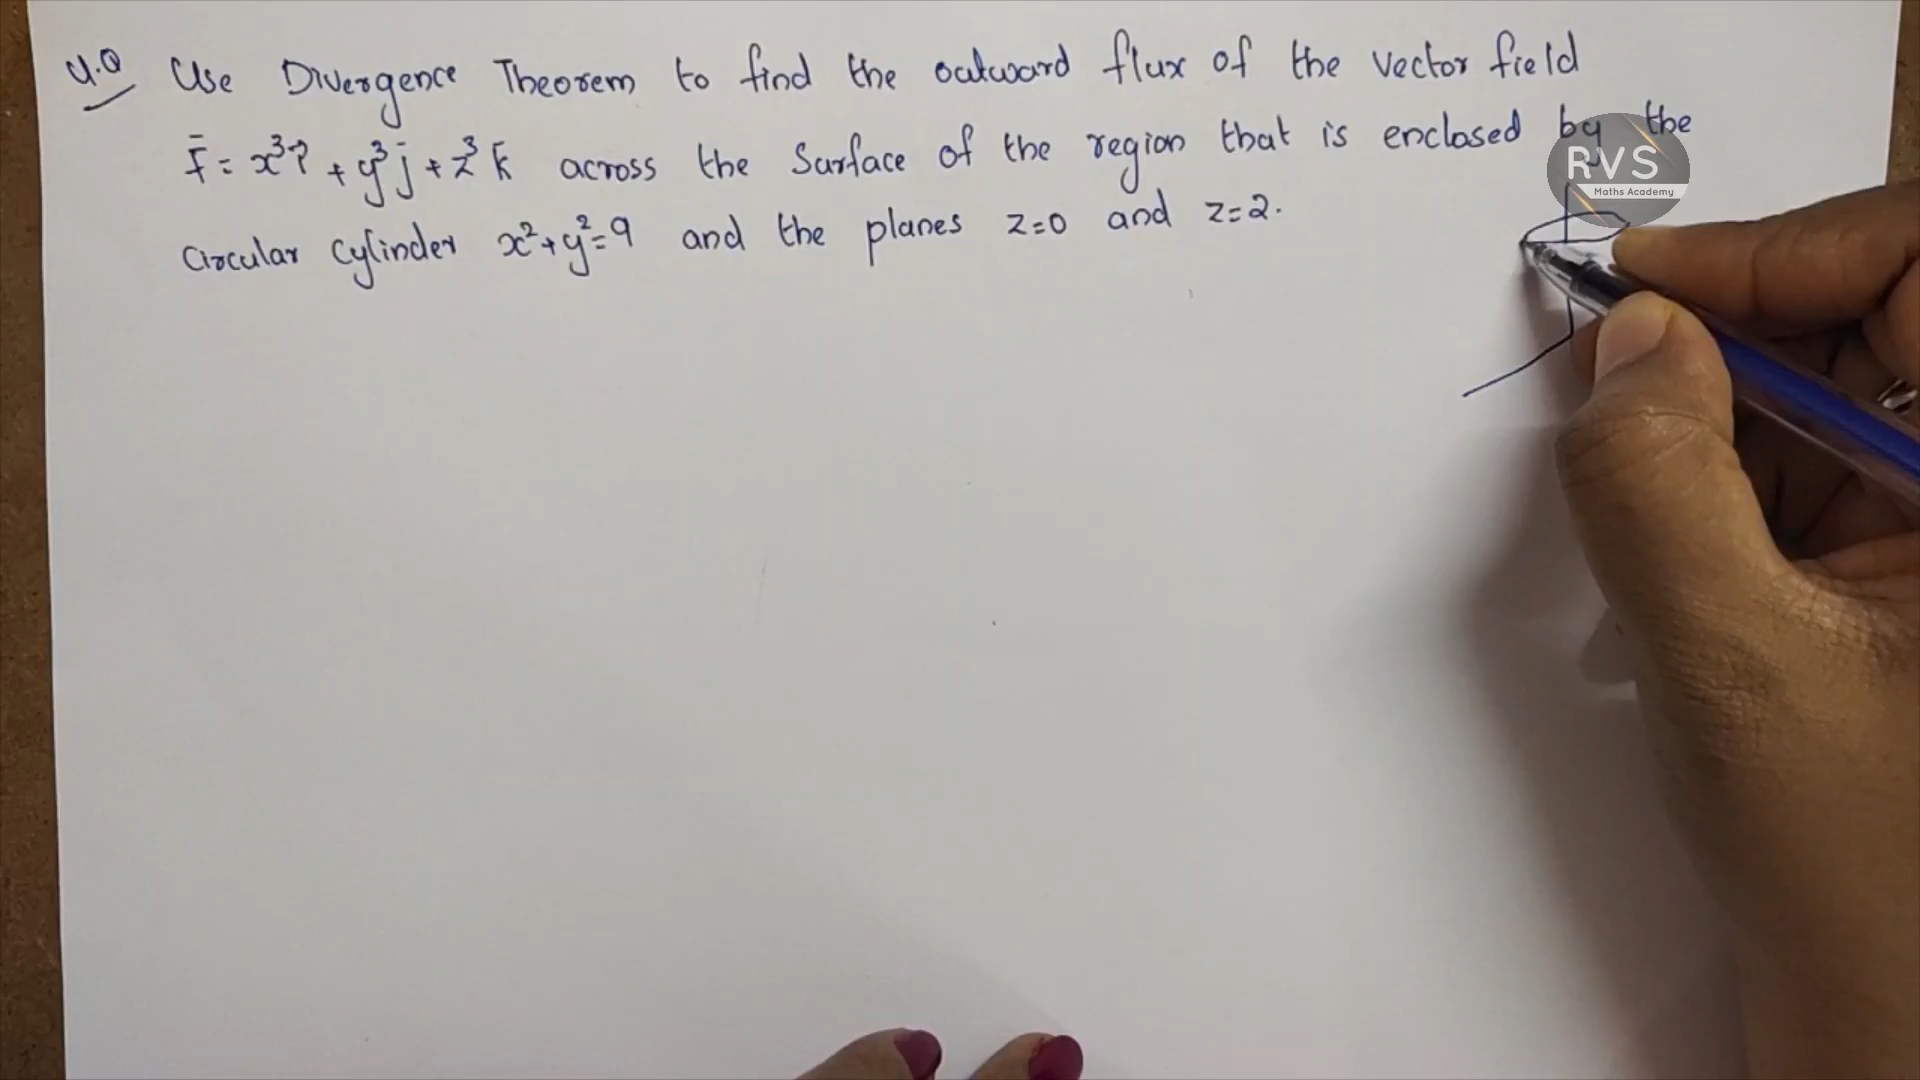 U.Q Use Divergence Theorem to find the outward flux of the vector field
F̄ = x³î + y³j̄ + z³k̄ across the Surface of the region that is enclosed by the
Circular Cylinder x²+y²=9 and the planes z=0 and z=2.
RVS
Maths Academy